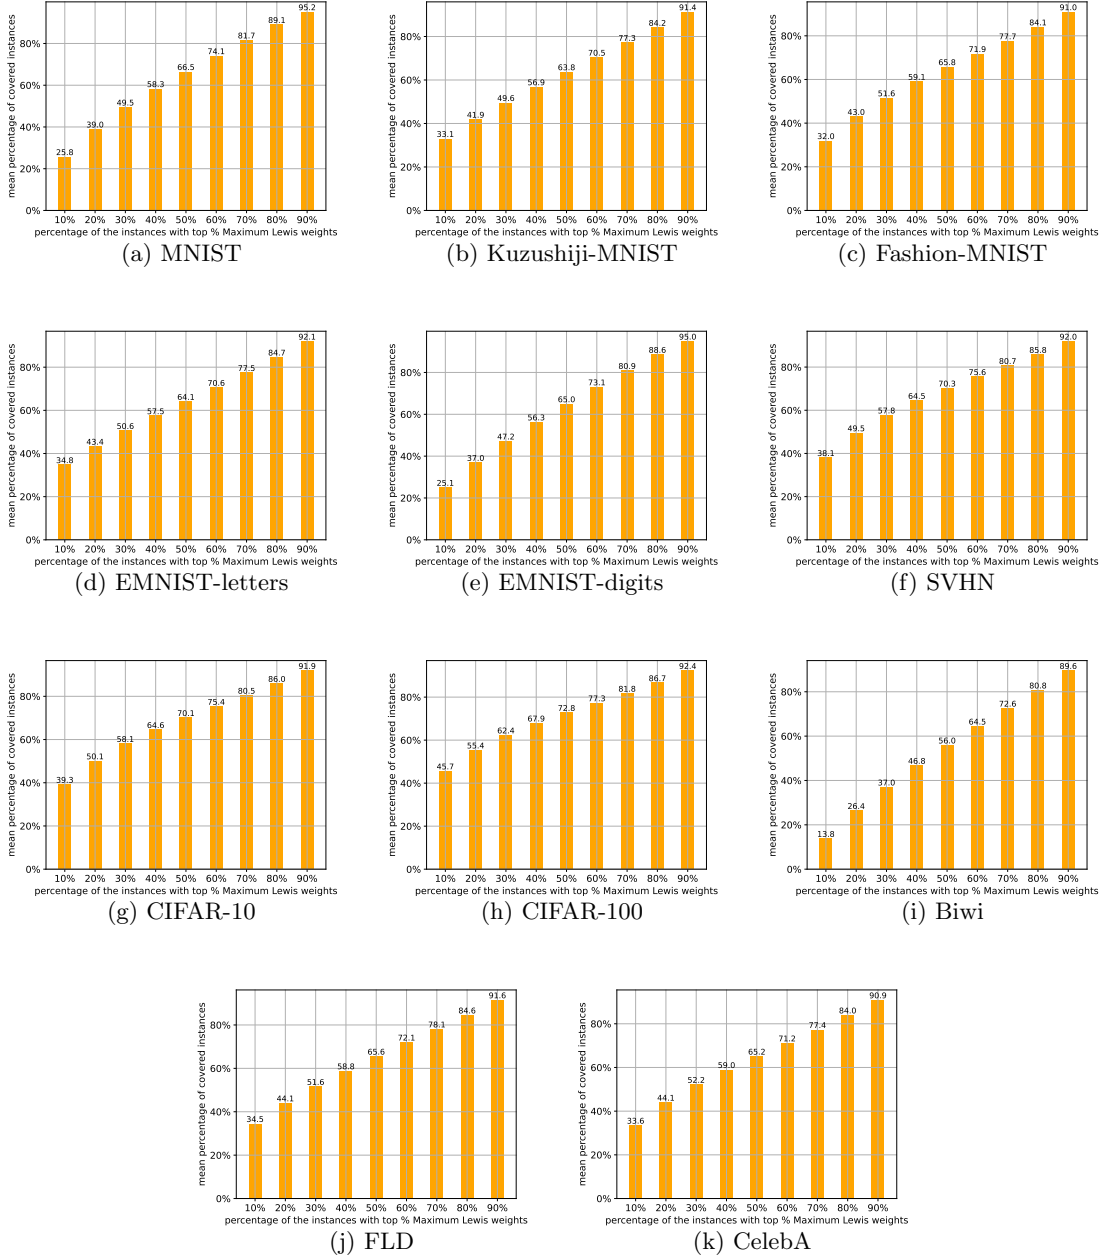 mean percentage of covered instances
80%
60%
40%
20%
0%
25.8 39.0 49.5 58.3 66.5 74.1 81.7 89.1 95.2
10% 20% 30% 40% 50% 60% 70% 80% 90%
percentage of the instances with top % Maximum Lewis weights
(a) MNIST
mean percentage of covered instances
80%
60%
40%
20%
0%
33.1 41.9 49.6 56.9 63.8 70.5 77.3 84.2 91.4
10% 20% 30% 40% 50% 60% 70% 80% 90%
percentage of the instances with top % Maximum Lewis weights
(b) Kuzushiji-MNIST
mean percentage of covered instances
80%
60%
40%
20%
0%
32.0 43.0 51.6 59.1 65.8 71.9 77.7 84.1 91.0
10% 20% 30% 40% 50% 60% 70% 80% 90%
percentage of the instances with top % Maximum Lewis weights
(c) Fashion-MNIST
mean percentage of covered instances
80%
60%
40%
20%
0%
34.8 43.4 50.6 57.5 64.1 70.6 77.5 84.7 92.1
10% 20% 30% 40% 50% 60% 70% 80% 90%
percentage of the instances with top % Maximum Lewis weights
(d) EMNIST-letters
mean percentage of covered instances
80%
60%
40%
20%
0%
25.1 37.0 47.2 56.3 65.0 73.1 80.9 88.6 95.0
10% 20% 30% 40% 50% 60% 70% 80% 90%
percentage of the instances with top % Maximum Lewis weights
(e) EMNIST-digits
mean percentage of covered instances
80%
60%
40%
20%
0%
38.1 49.5 57.8 64.5 70.3 75.6 80.7 85.8 92.0
10% 20% 30% 40% 50% 60% 70% 80% 90%
percentage of the instances with top % Maximum Lewis weights
(f) SVHN
mean percentage of covered instances
80%
60%
40%
20%
0%
39.3 50.1 58.1 64.6 70.1 75.4 80.5 86.0 91.9
10% 20% 30% 40% 50% 60% 70% 80% 90%
percentage of the instances with top % Maximum Lewis weights
(g) CIFAR-10
mean percentage of covered instances
80%
60%
40%
20%
0%
45.7 55.4 62.4 67.9 72.8 77.3 81.8 86.7 92.4
10% 20% 30% 40% 50% 60% 70% 80% 90%
percentage of the instances with top % Maximum Lewis weights
(h) CIFAR-100
mean percentage of covered instances
80%
60%
40%
20%
0%
13.8 26.4 37.0 46.8 56.0 64.5 72.6 80.8 89.6
10% 20% 30% 40% 50% 60% 70% 80% 90%
percentage of the instances with top % Maximum Lewis weights
(i) Biwi
mean percentage of covered instances
80%
60%
40%
20%
0%
34.5 44.1 51.6 58.8 65.6 72.1 78.1 84.6 91.6
10% 20% 30% 40% 50% 60% 70% 80% 90%
percentage of the instances with top % Maximum Lewis weights
(j) FLD
mean percentage of covered instances
80%
60%
40%
20%
0%
33.6 44.1 52.2 59.0 65.2 71.2 77.4 84.0 90.9
10% 20% 30% 40% 50% 60% 70% 80% 90%
percentage of the instances with top % Maximum Lewis weights
(k) CelebA